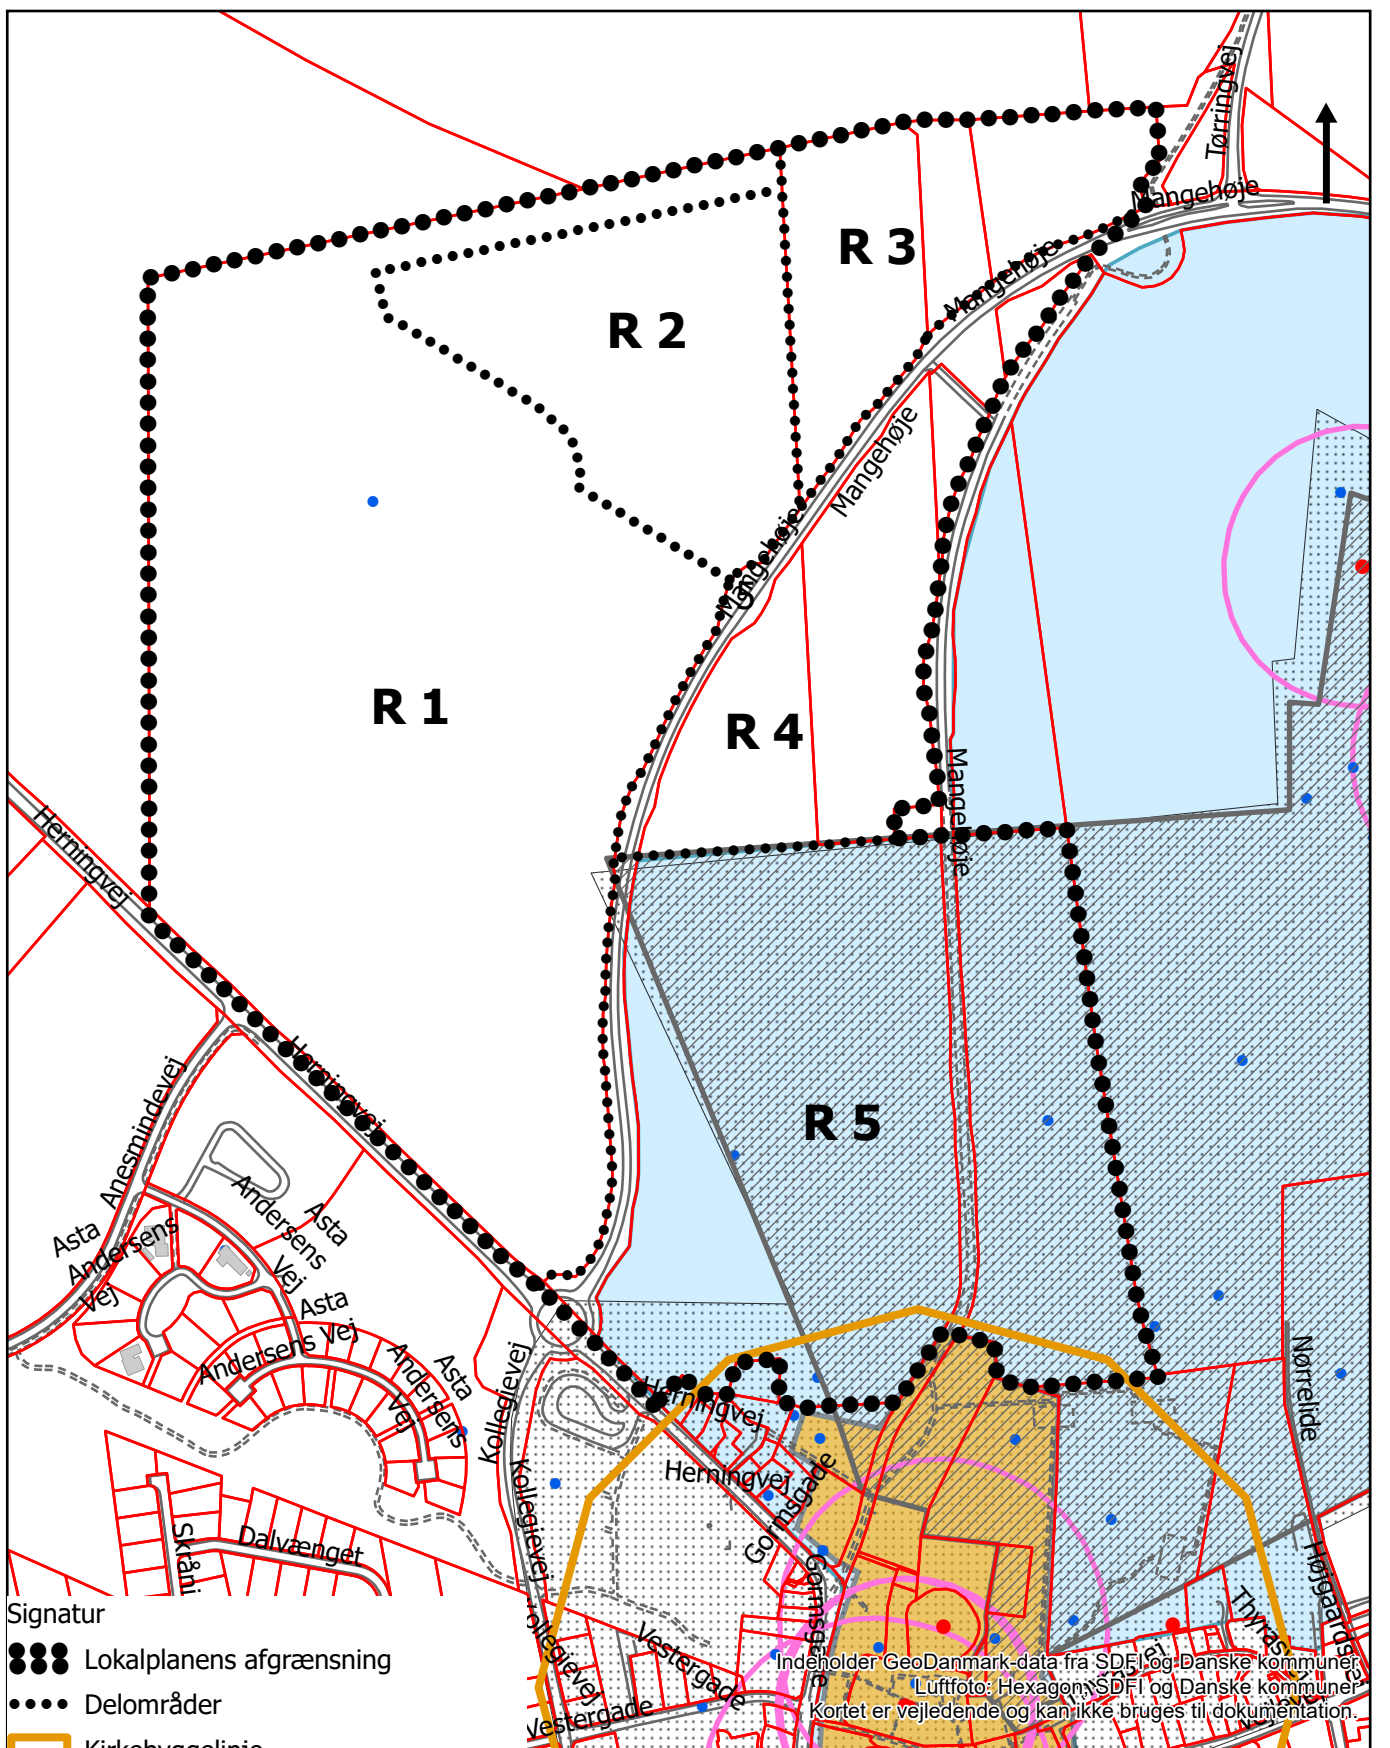 Tørringvej
Mangehøje
R 3
Mangehøje
R 2
Mangehøje
Mangehøje
R 1
R 4
Mangehøje
Herningvej
Herningvej
R 5
Anesmindevej
Asta
Andersens
Vej
Asta
Andersens
Vej
Asta
Andersens Vej
Asta
Andersens
Vej
Kollegievej
Herningvej
Nørrelide
Herningvej
Gormsgade
Kollegievej
Skråni
Dalvænget
Gormsgade
Højgaardsvej
Kollegievej
Vestergade
Vestergade
Signatur
Lokalplanens afgrænsning
Delområder
Kirkebyggelinje
Indeholder GeoDanmark-data fra SDFI og Danske kommuner
Luftfoto: Hexagon, SDFI og Danske kommuner
Kortet er vejledende og kan ikke bruges til dokumentation.